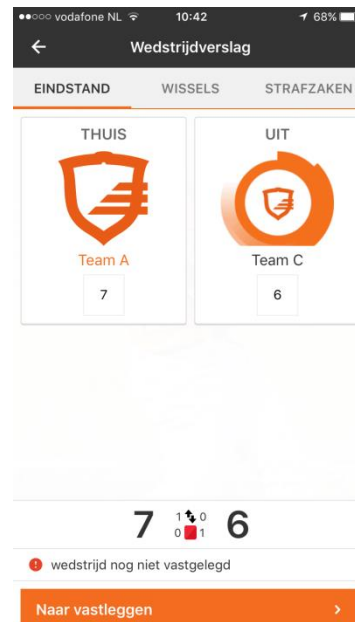 vodafone NL 10:42 68%
Wedstrijdverslag
EINDSTAND WISSELS STRAFZAKEN
THUIS UIT
Team A Team C
7 6
7 1 0 6
0 1
wedstrijd nog niet vastgelegd
Naar vastleggen